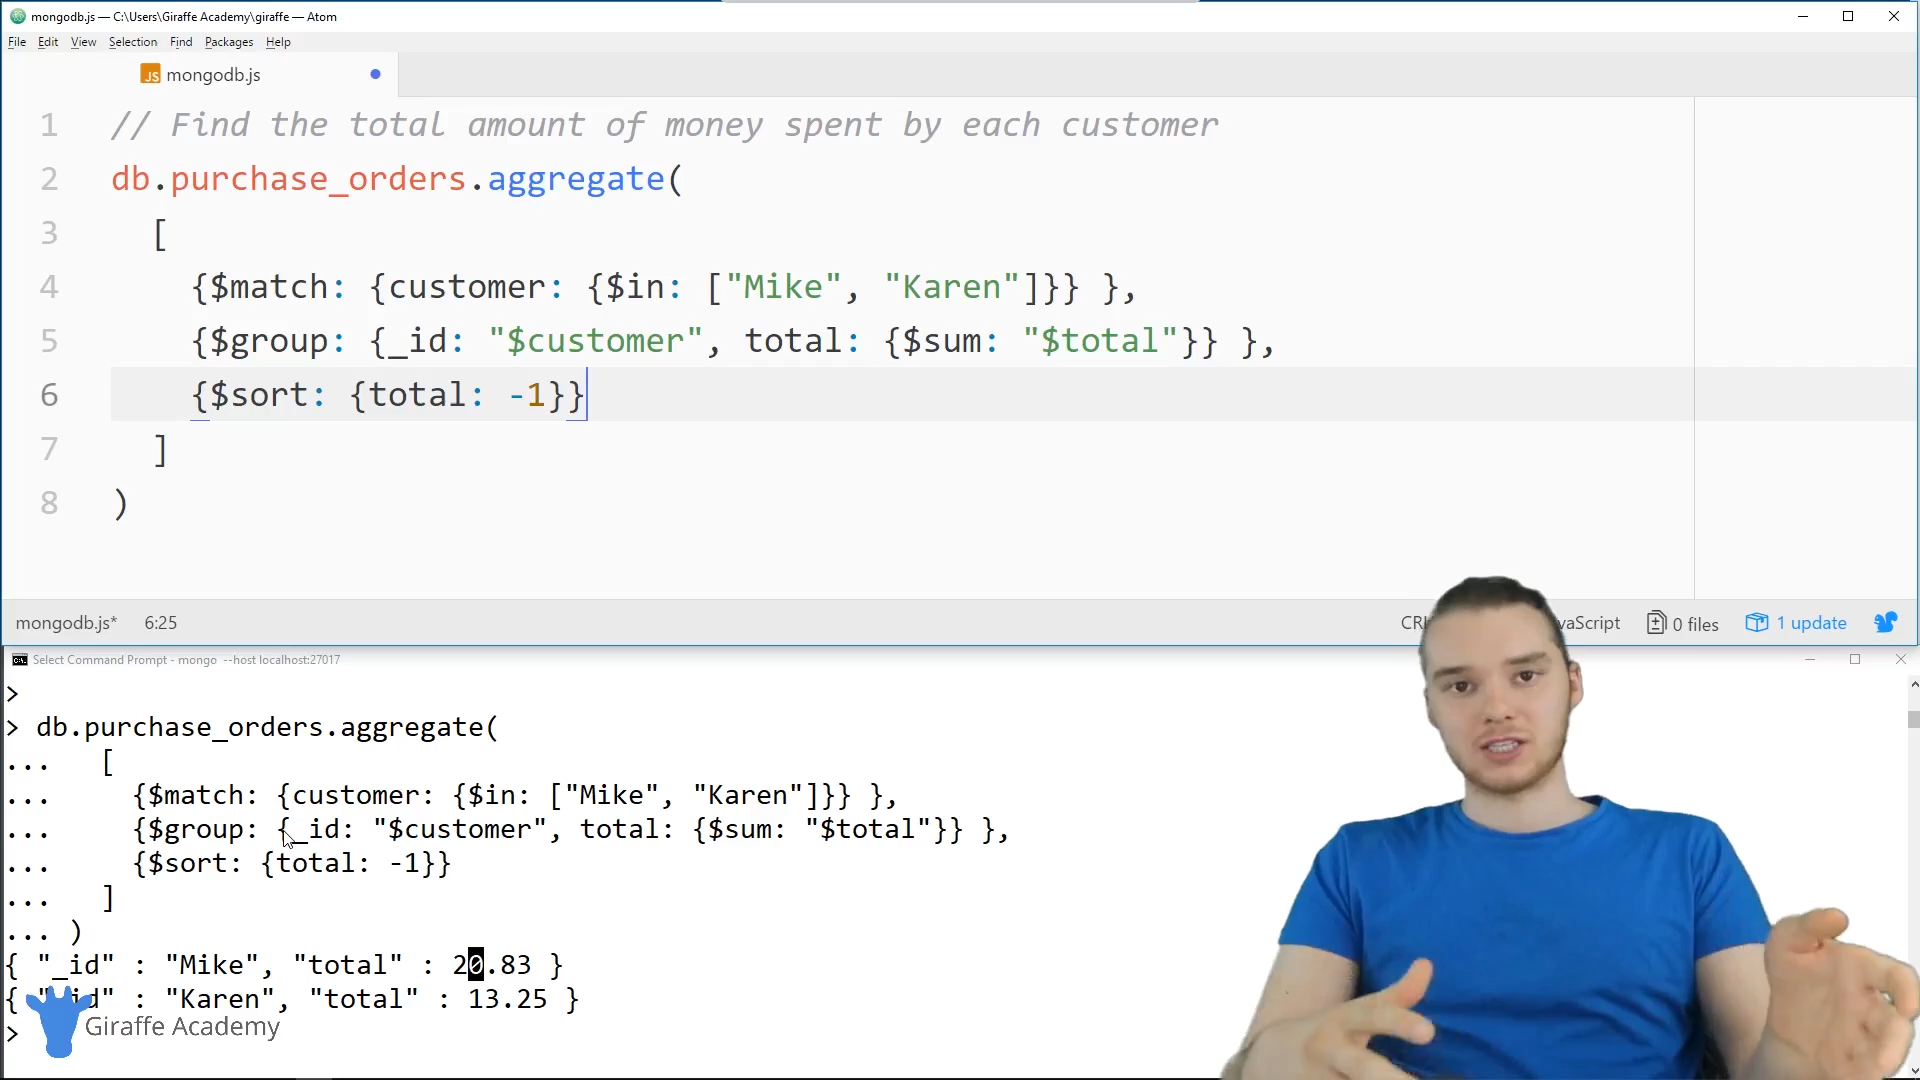 mongodb.js — C:\Users\Giraffe Academy\giraffe — Atom
File Edit View Selection Find Packages Help
JS mongodb.js
1 // Find the total amount of money spent by each customer
2 db.purchase_orders.aggregate(
3 [
4 {$match: {customer: {$in: ["Mike", "Karen"]}} },
5 {$group: {_id: "$customer", total: {$sum: "$total"}} },
6 {$sort: {total: -1}}
7 ]
8 )
mongodb.js* 6:25 0 files 1 update
Select Command Prompt - mongo --host localhost:27017
>
> db.purchase_orders.aggregate(
... [
... {$match: {customer: {$in: ["Mike", "Karen"]}} },
... {$group: {_id: "$customer", total: {$sum: "$total"}} },
... {$sort: {total: -1}}
... ]
... )
{ "_id" : "Mike", "total" : 20.83 }
{ : "Karen", "total" : 13.25 }
>
Giraffe Academy